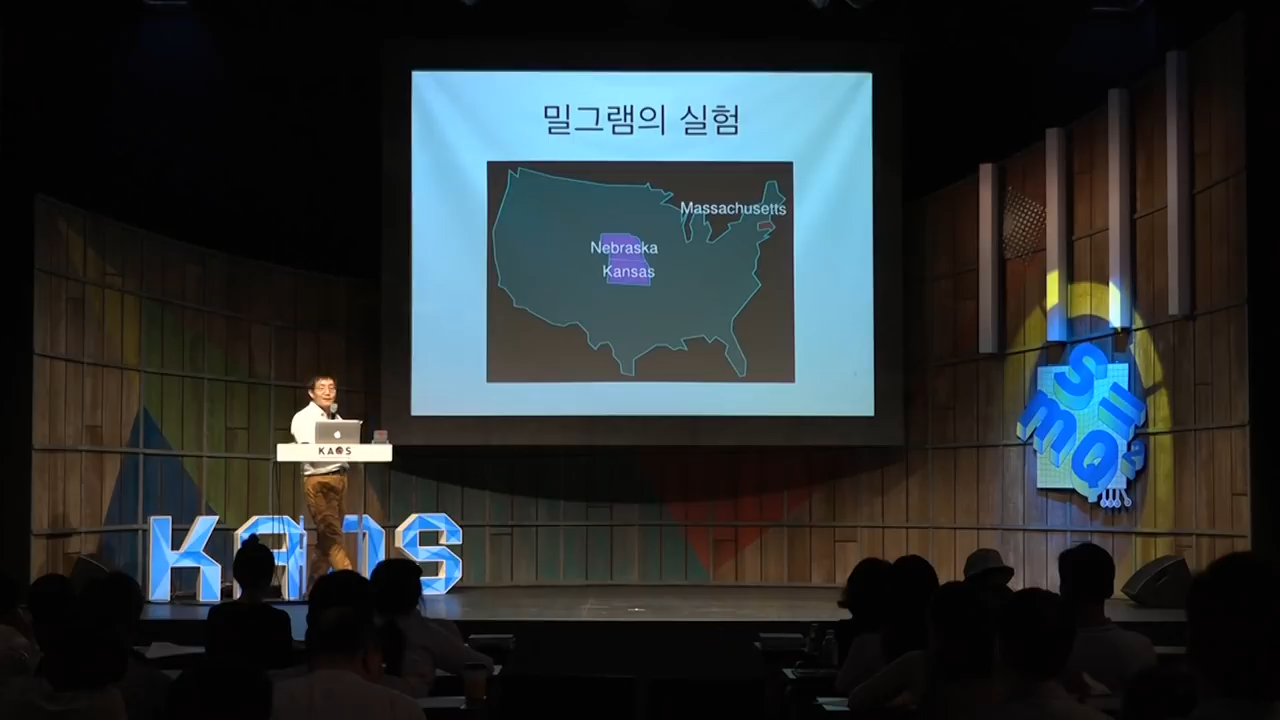 밀그램의 실험
Massachusetts
Nebraska
Kansas
KAOS
KAOS